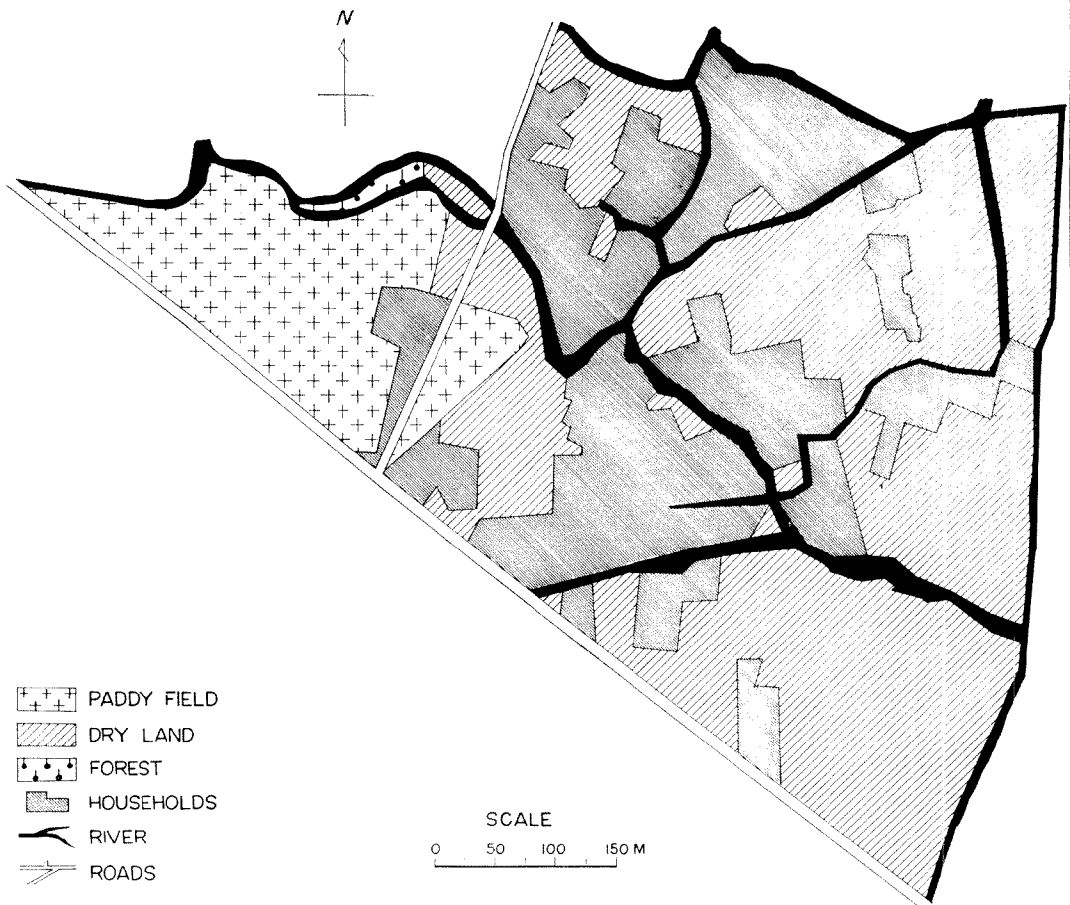 N
PADDY FIELD
DRY LAND
FOREST
HOUSEHOLDS
RIVER
ROADS
SCALE
0 50 100 150 M